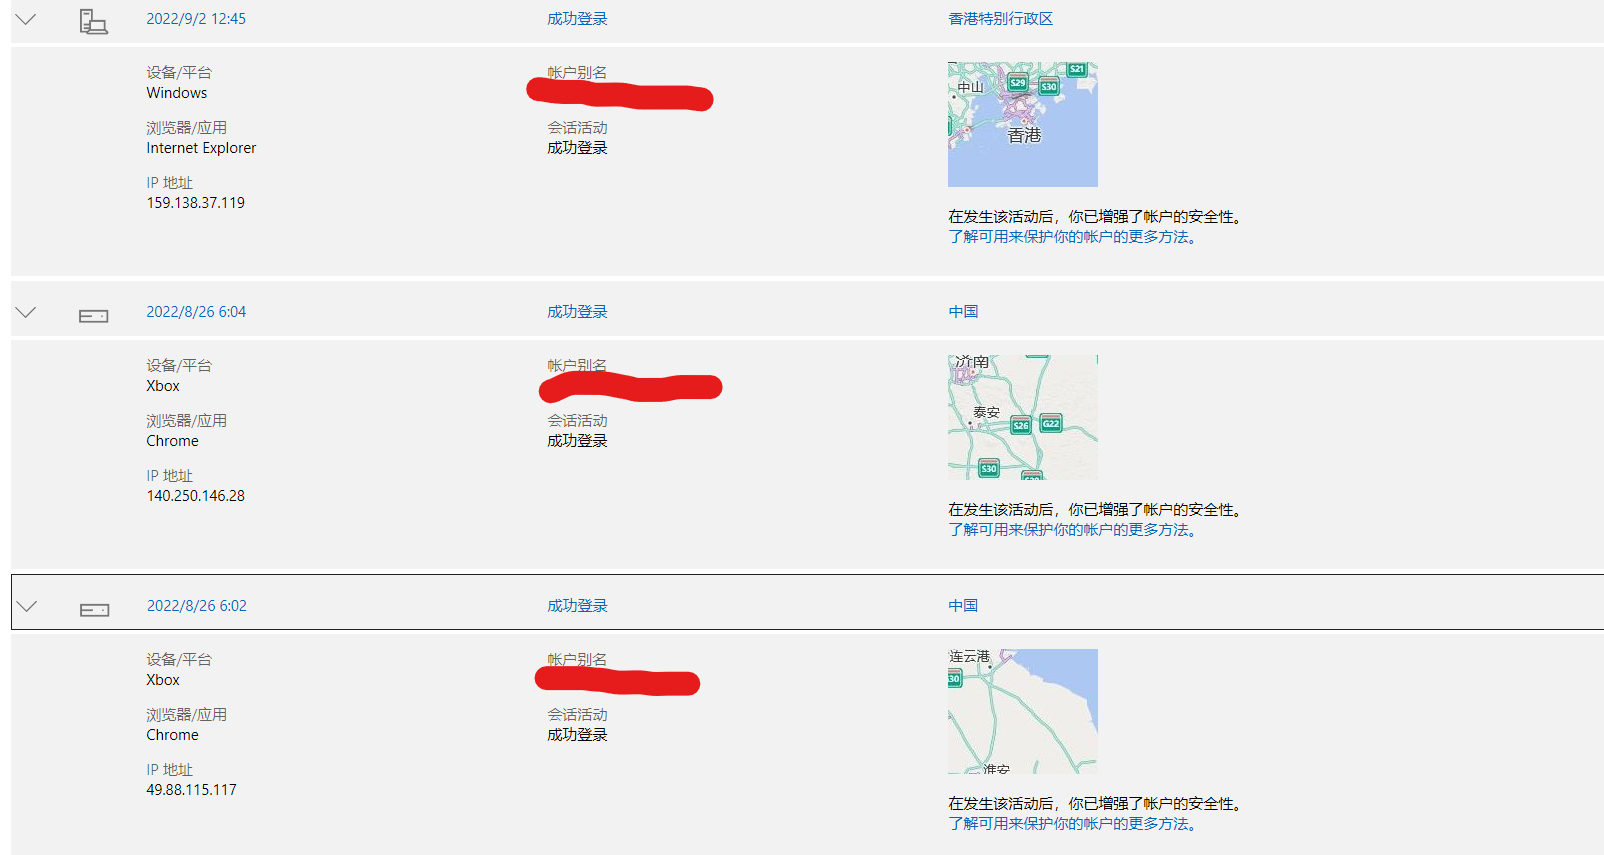 2022/9/2 12:45
成功登录
香港特别行政区
设备/平台
Windows
浏览器/应用
Internet Explorer
IP 地址
159.138.37.119
帐户别名
会话活动
成功登录
S21
S29
S30
中山
香港
在发生该活动后，你已增强了帐户的安全性。
了解可用来保护你的帐户的更多方法。
2022/8/26 6:04
成功登录
中国
设备/平台
Xbox
浏览器/应用
Chrome
IP 地址
140.250.146.28
帐户别名
会话活动
成功登录
济南
泰安
S26
G22
S30
在发生该活动后，你已增强了帐户的安全性。
了解可用来保护你的帐户的更多方法。
2022/8/26 6:02
成功登录
中国
设备/平台
Xbox
浏览器/应用
Chrome
IP 地址
49.88.115.117
帐户别名
会话活动
成功登录
连云港
淮安
在发生该活动后，你已增强了帐户的安全性。
了解可用来保护你的帐户的更多方法。